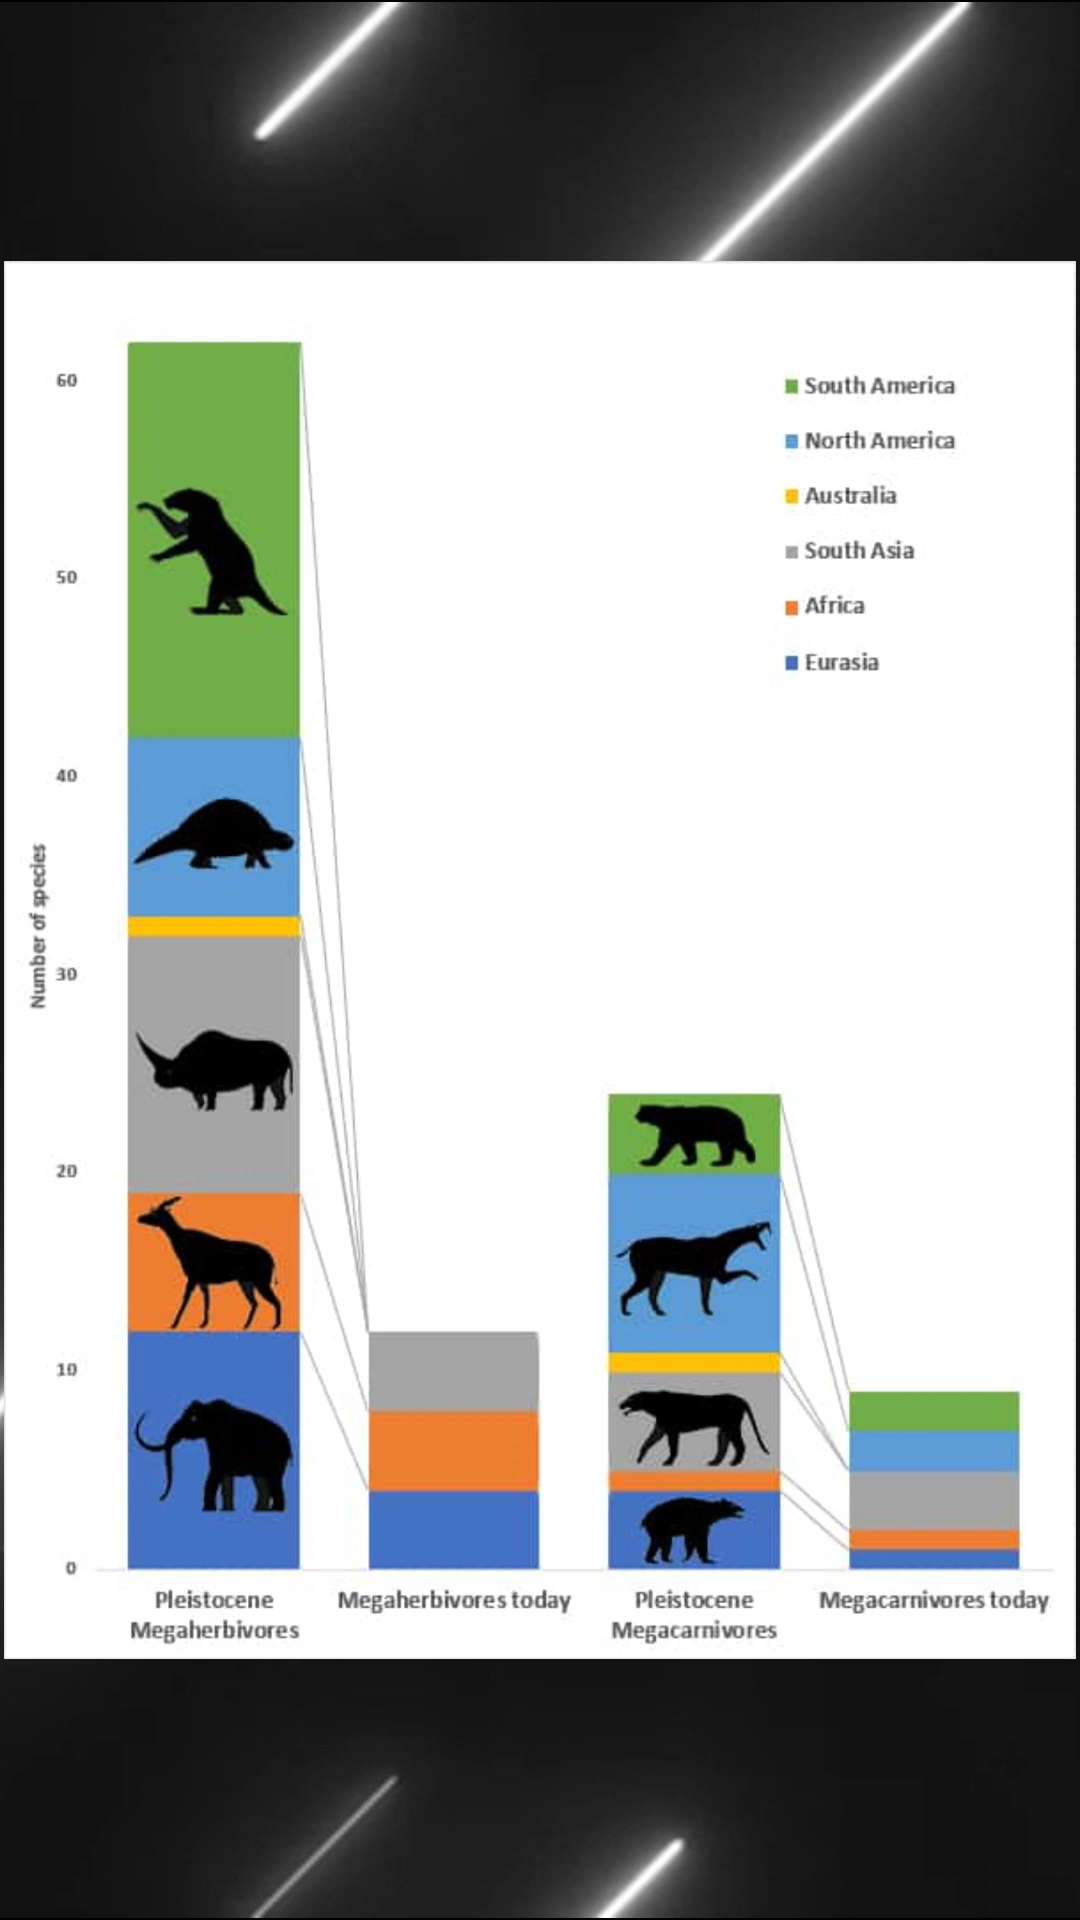 60
50
40
30
20
10
0
Number of species
South America
North America
Australia
South Asia
Africa
Eurasia
Pleistocene
Megaherbivores
Megaherbivores today
Pleistocene
Megacarnivores
Megacarnivores today